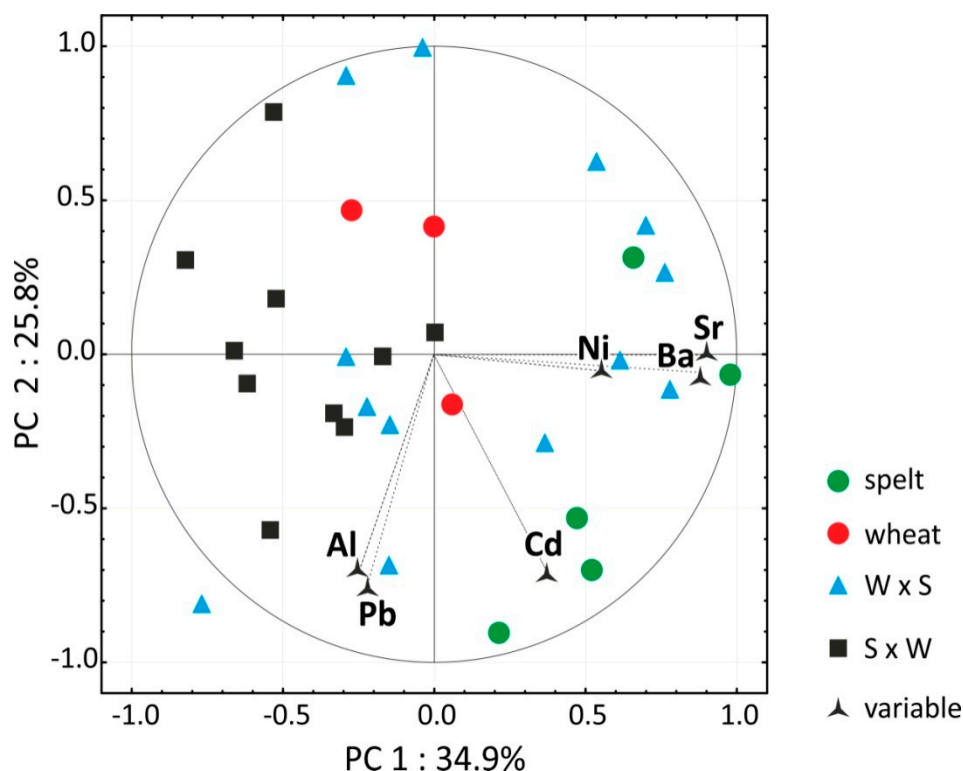 1.0
0.5
0.0
-0.5
-1.0
PC 2 : 25.8%
Sr
Ni
Ba
Al
Cd
Pb
-1.0 -0.5 0.0 0.5 1.0
PC 1 : 34.9%
spelt
wheat
W x S
S x W
variable